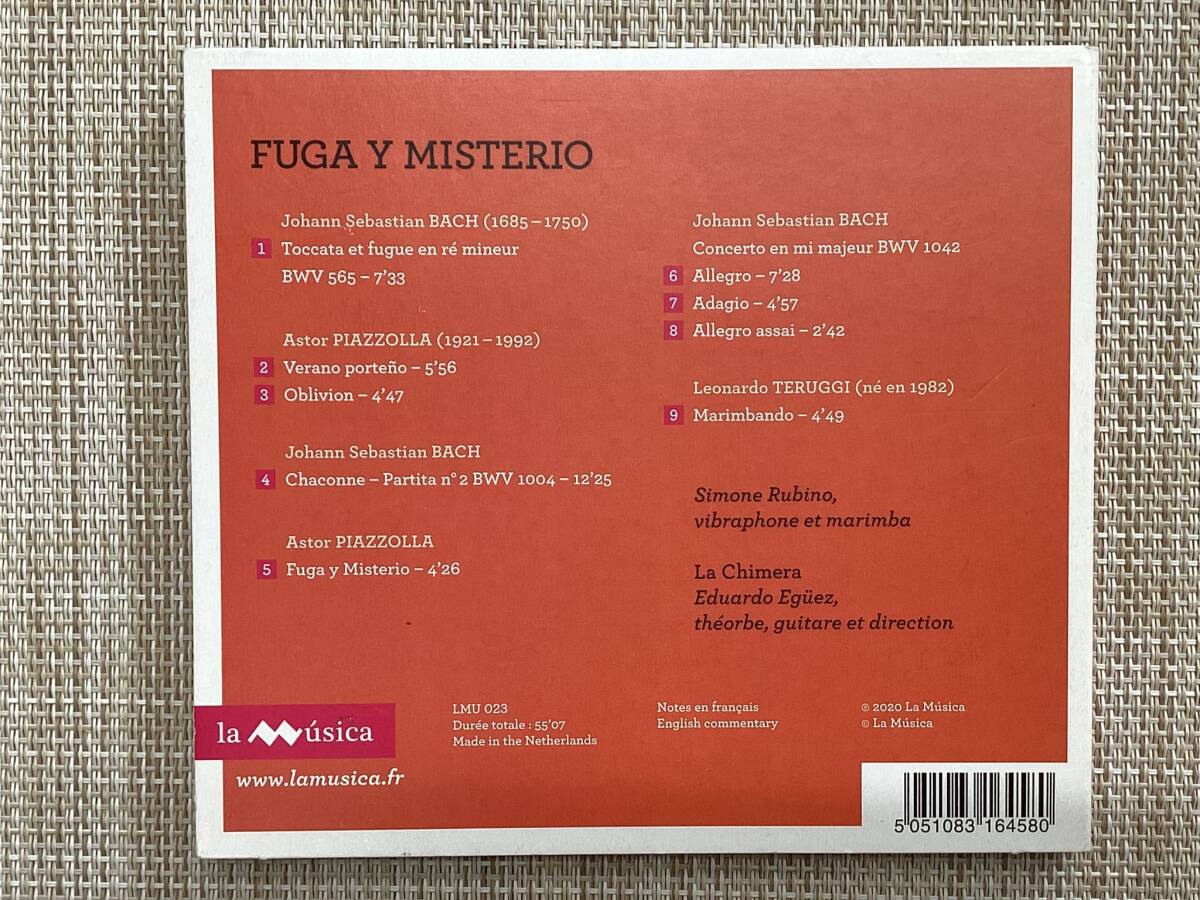 FUGA Y MISTERIO
Johann Sebastian BACH (1685–1750)
1 Toccata et fugue en ré mineur
BWV 565 – 7'33
Astor PIAZZOLLA (1921–1992)
2 Verano porteño – 5'56
3 Oblivion – 4'47
Johann Sebastian BACH
4 Chaconne – Partita n° 2 BWV 1004 – 12'25
Astor PIAZZOLLA
5 Fuga y Misterio – 4'26
Johann Sebastian BACH
Concerto en mi majeur BWV 1042
6 Allegro – 7'28
7 Adagio – 4'57
8 Allegro assai – 2'42
Leonardo TERUGGI (né en 1982)
9 Marimbando – 4'49
Simone Rubino,
vibraphone et marimba
La Chimera
Eduardo Egüez,
théorbe, guitare et direction
la Música
www.lamusica.fr
LMU 023
Durée totale : 55'07
Made in the Netherlands
Notes en français
English commentary
℗ 2020 La Música
© La Música
5 051083 164580